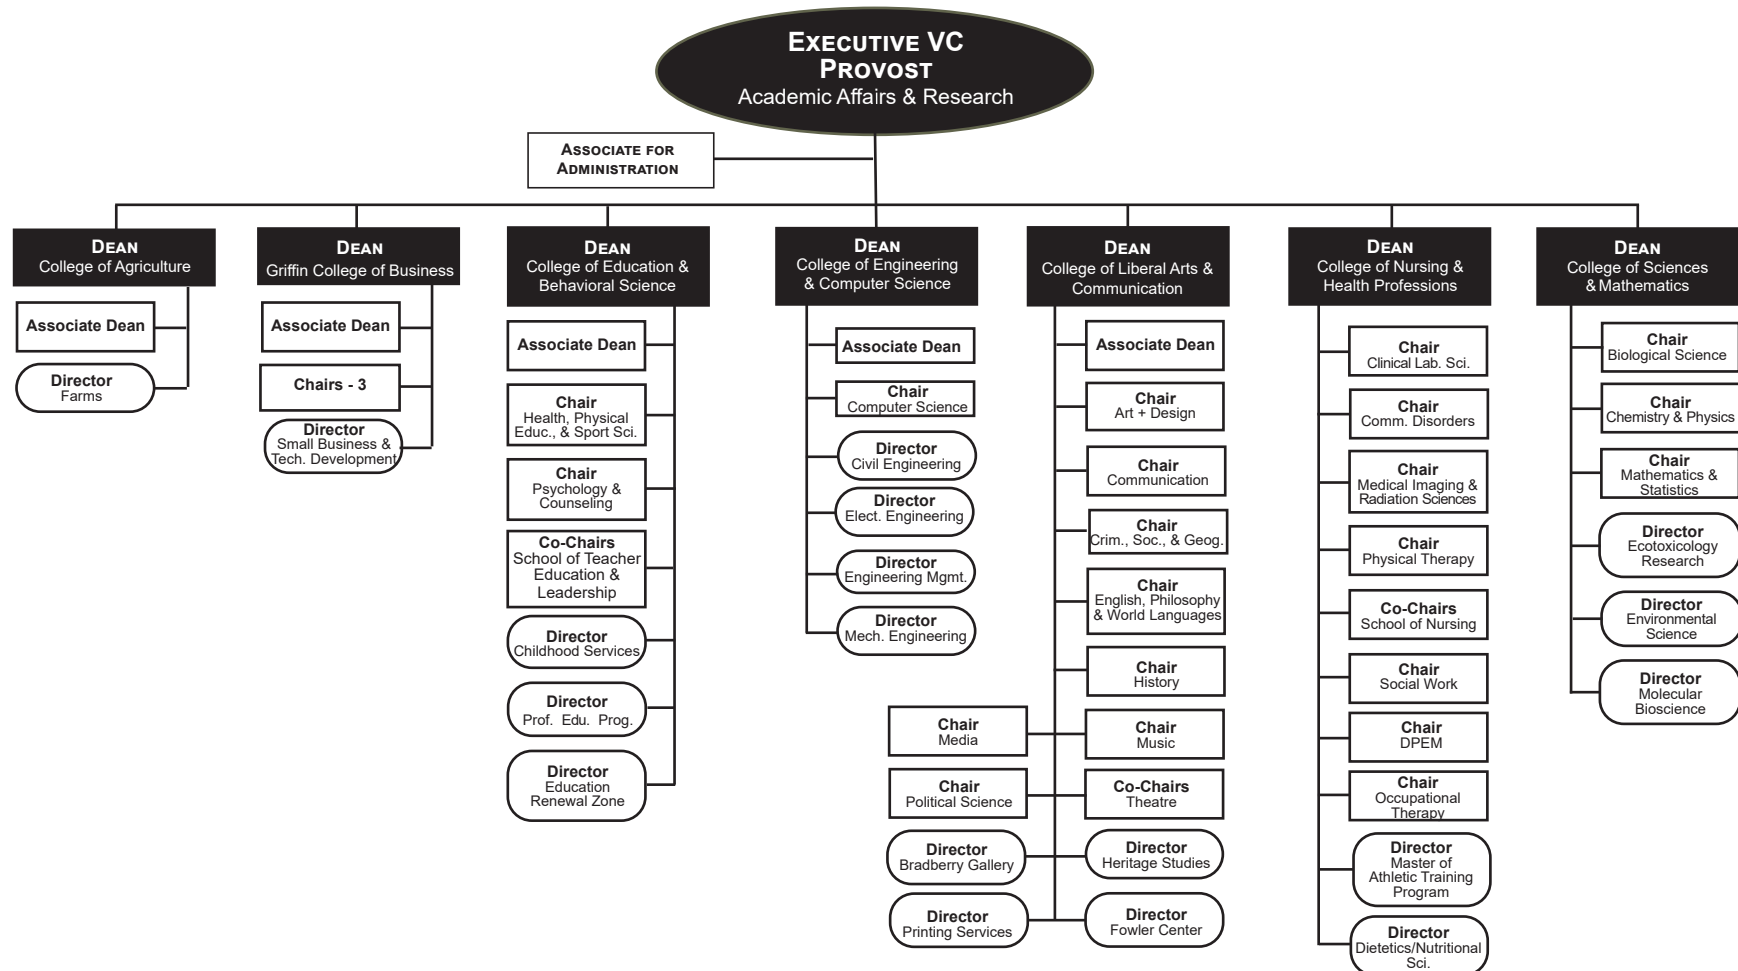 EXECUTIVE VC
PROVOST
Academic Affairs & Research
ASSOCIATE FOR
ADMINISTRATION
DEAN
College of Agriculture
Associate Dean
Director
Farms
DEAN
Griffin College of Business
Associate Dean
Chairs - 3
Director
Small Business &
Tech. Development
DEAN
College of Education &
Behavioral Science
Associate Dean
Chair
Health, Physical
Educ., & Sport Sci.
Chair
Psychology &
Counseling
Co-Chairs
School of Teacher
Education &
Leadership
Director
Childhood Services
Director
Prof. Edu. Prog.
Director
Education
Renewal Zone
DEAN
College of Engineering
& Computer Science
Associate Dean
Chair
Computer Science
Director
Civil Engineering
Director
Elect. Engineering
Director
Engineering Mgmt.
Director
Mech. Engineering
DEAN
College of Liberal Arts &
Communication
Associate Dean
Chair
Art + Design
Chair
Communication
Chair
Crim., Soc., & Geog.
Chair
English, Philosophy
& World Languages
Chair
History
Chair
Media
Chair
Music
Chair
Political Science
Co-Chairs
Theatre
Director
Bradberry Gallery
Director
Heritage Studies
Director
Printing Services
Director
Fowler Center
DEAN
College of Nursing &
Health Professions
Chair
Clinical Lab. Sci.
Chair
Comm. Disorders
Chair
Medical Imaging &
Radiation Sciences
Chair
Physical Therapy
Co-Chairs
School of Nursing
Chair
Social Work
Chair
DPEM
Chair
Occupational
Therapy
Director
Master of
Athletic Training
Program
Director
Dietetics/Nutritional
Sci.
DEAN
College of Sciences
& Mathematics
Chair
Biological Science
Chair
Chemistry & Physics
Chair
Mathematics &
Statistics
Director
Ecotoxicology
Research
Director
Environmental
Science
Director
Molecular
Bioscience